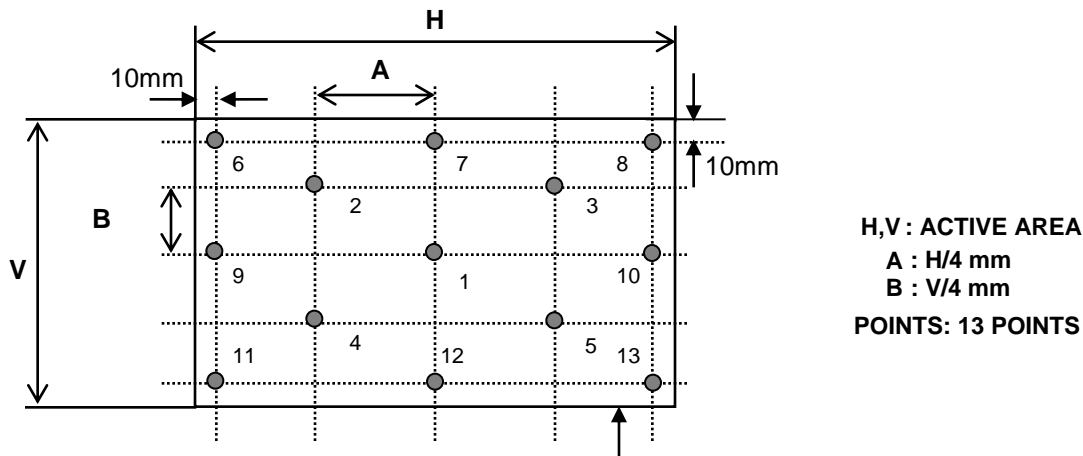 H
A
10mm
6
7
8
10mm
2
3
B
H,V : ACTIVE AREA
V
9
1
10
A : H/4 mm
B : V/4 mm
POINTS: 13 POINTS
4
5
11
12
13